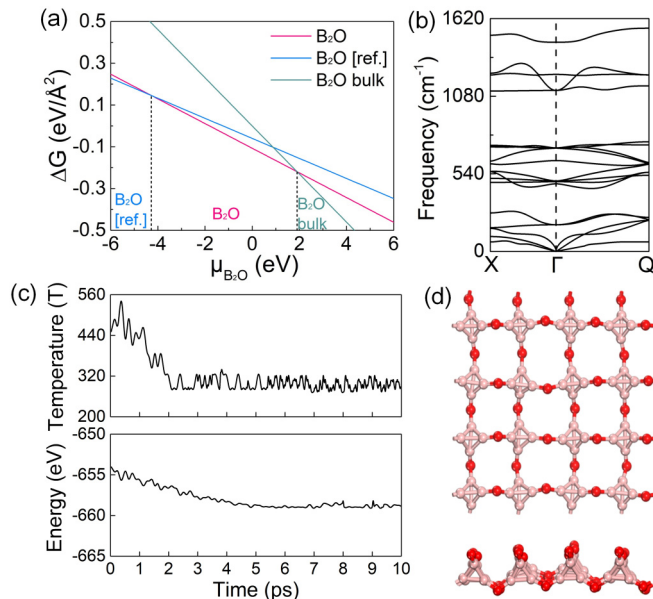 (a)
0.5
0.3
0.1
-0.1
-0.3
-0.5
ΔG (eV/Å²)
B₂O
B₂O [ref.]
B₂O bulk
B₂O
[ref.]
B₂O
B₂O
bulk
-6 -4 -2 0 2 4 6
μB₂O (eV)
(b)
1620
1080
540
0
Frequency (cm⁻¹)
X Γ Q
(c)
560
440
320
200
Temperature (T)
-650
-655
-660
-665
Energy (eV)
0 1 2 3 4 5 6 7 8 9 10
Time (ps)
(d)